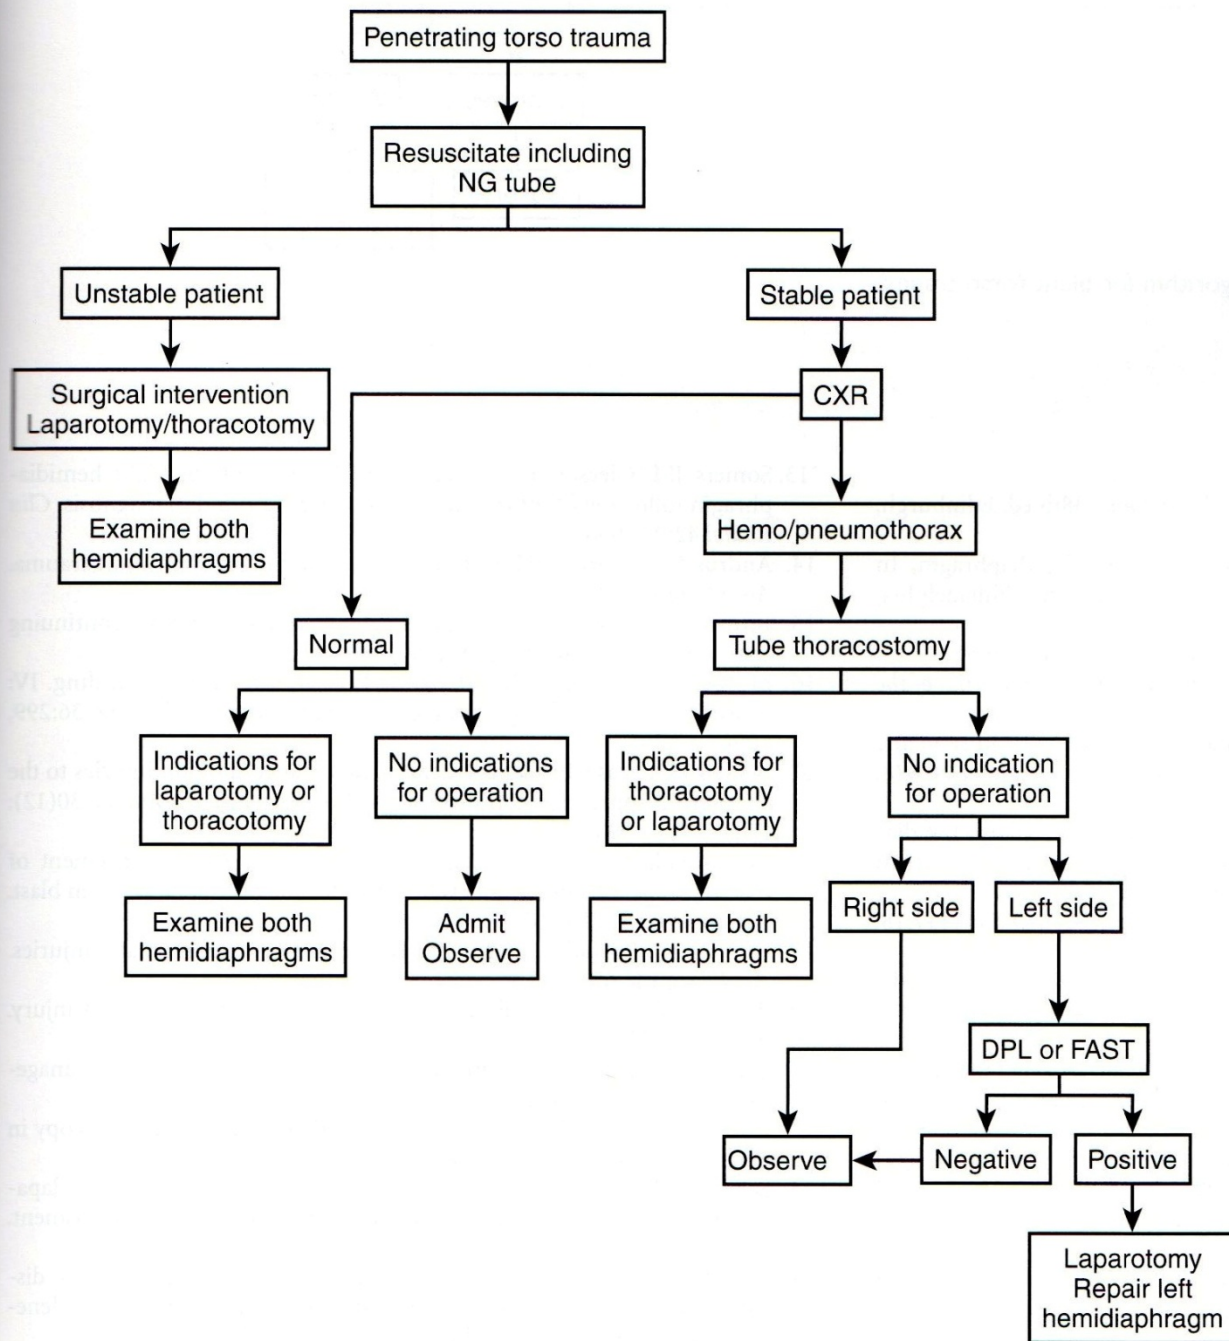 Penetrating torso trauma
Resuscitate including
NG tube
Unstable patient
Stable patient
Surgical intervention
Laparotomy/thoracotomy
CXR
Examine both
hemidiaphragms
Hemo/pneumothorax
Normal
Tube thoracostomy
Indications for
laparotomy or
thoracotomy
No indications
for operation
Indications for
thoracotomy
or laparotomy
No indication
for operation
Examine both
hemidiaphragms
Admit
Observe
Examine both
hemidiaphragms
Right side
Left side
DPL or FAST
Observe
Negative
Positive
Laparotomy
Repair left
hemidiaphragm